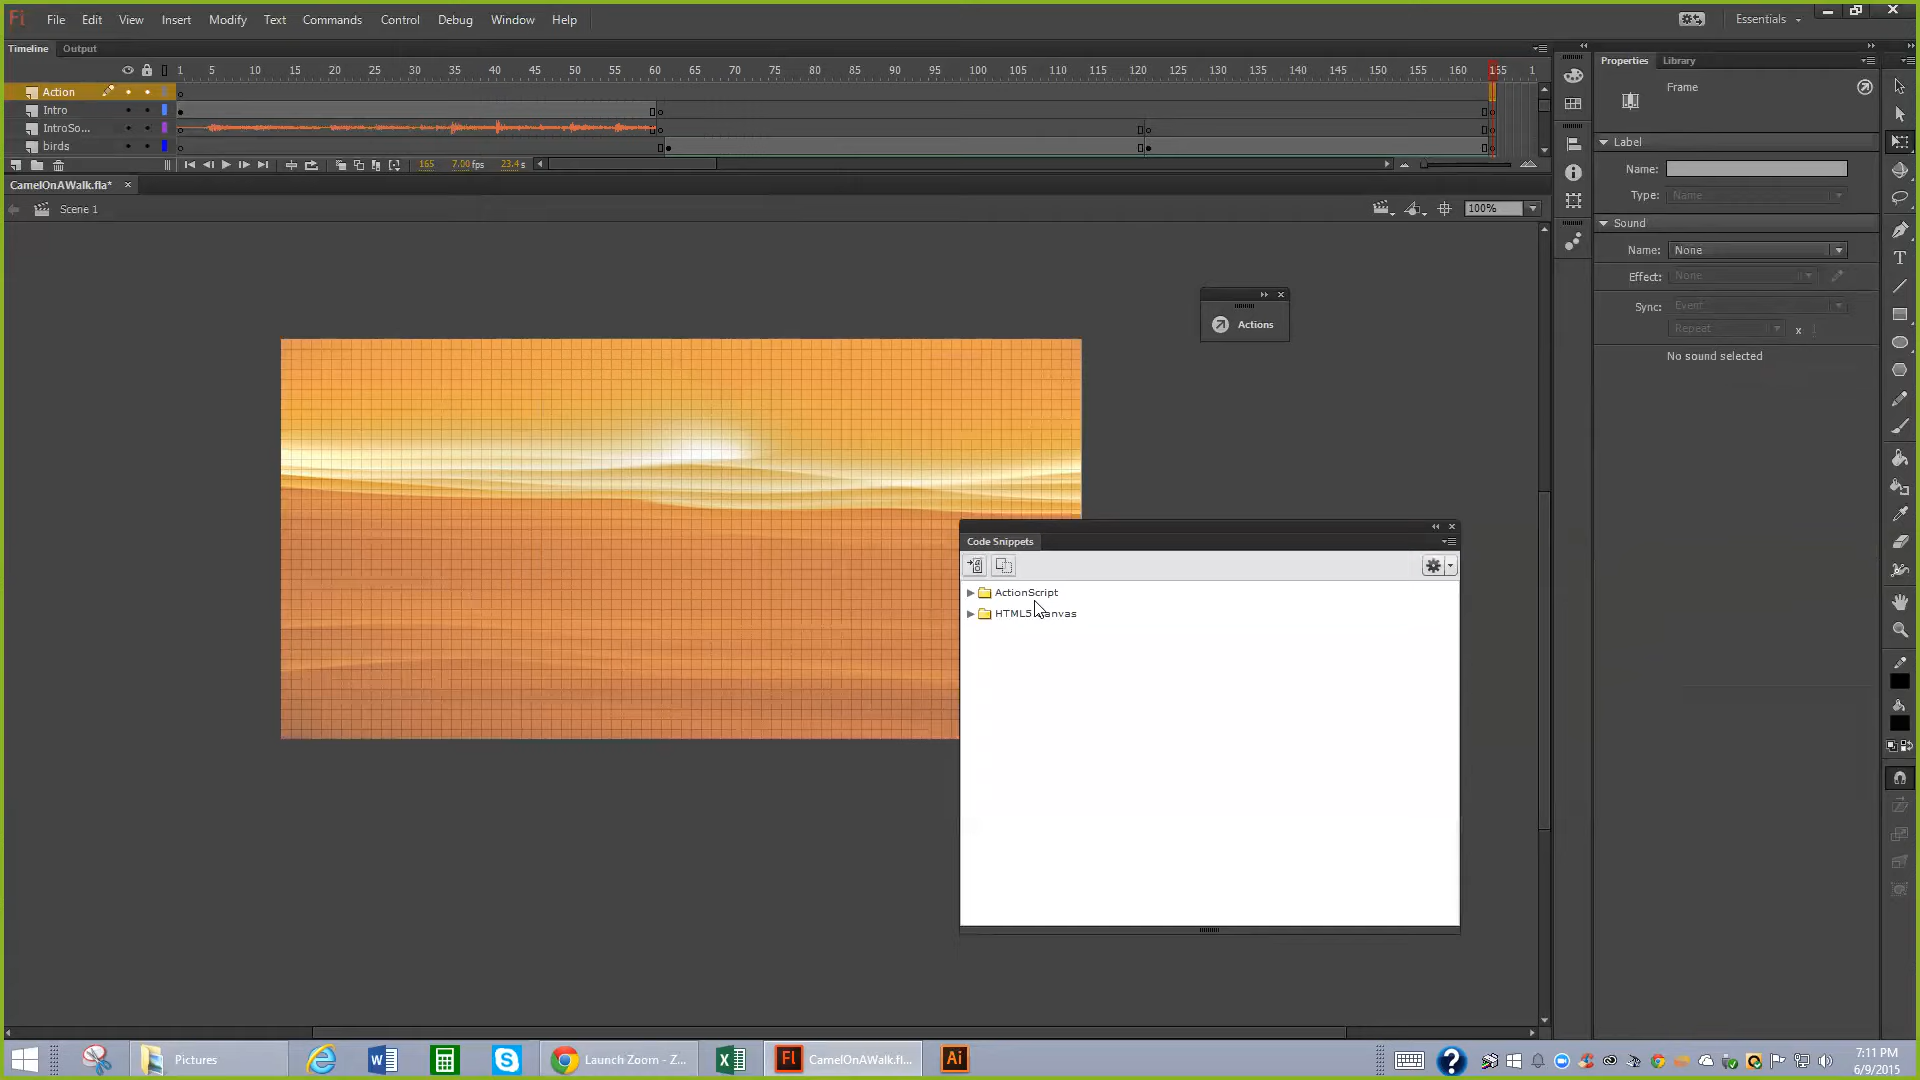 Fl File Edit View Insert Modify Text Commands Control Debug Window Help Essentials
Timeline Output
1 5 10 15 20 25 30 35 40 45 50 55 60 65 70 75 80 85 90 95 100 105 110 115 120 125 130 135 140 145 150 155 160
Action
Intro
IntroSo...
birds
165 7.00 fps 23.4 s
CamelOnAWalk.fla*
Scene 1
100%
Actions
Code Snippets
ActionScript
HTML5 Canvas
Properties Library
Frame
Label
Name:
Type: Name
Sound
Name: None
Effect: None
Sync: Event
Repeat x 1
No sound selected
Pictures
Launch Zoom - Z...
Fl CamelOnAWalk.fl...
Ai
7:11 PM
6/9/2015